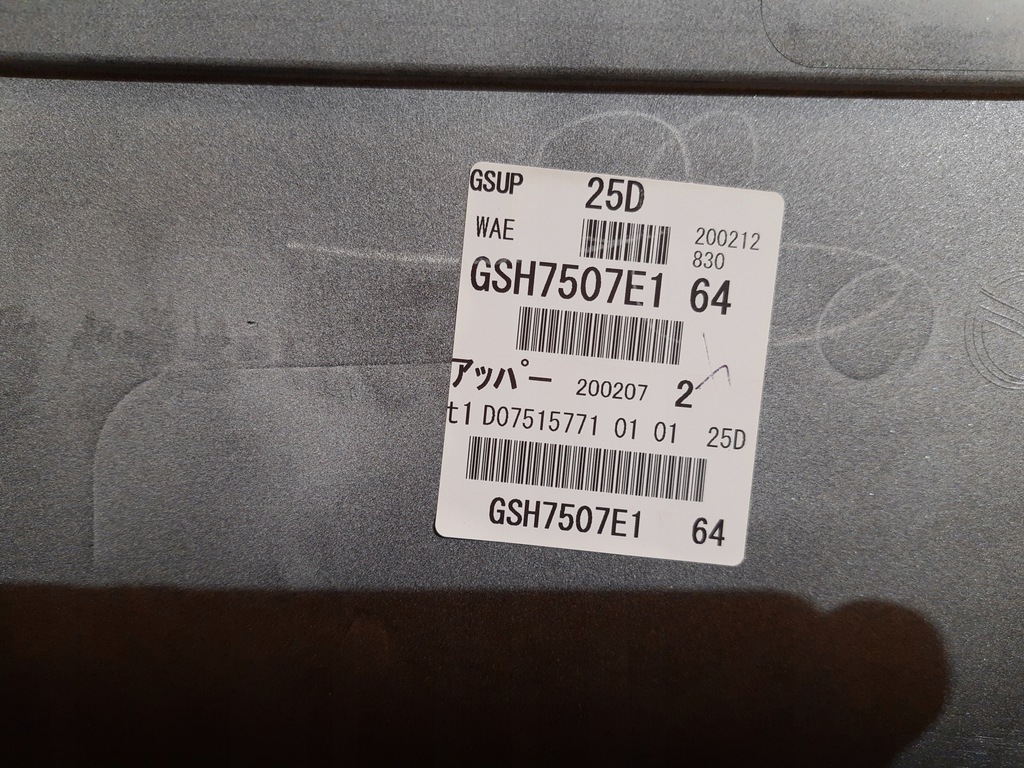 GSUP 25D
WAE 200212
830
GSH7507E1 64
アッパー 200207 2
t1 D07515771 01 01 25D
GSH7507E1 64